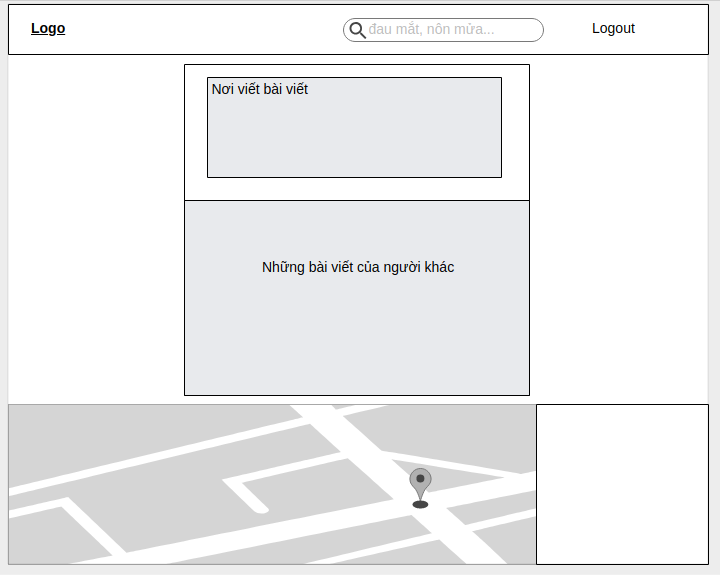 Logo
đau mắt, nôn mửa...
Logout
Nơi viết bài viết
Những bài viết của người khác